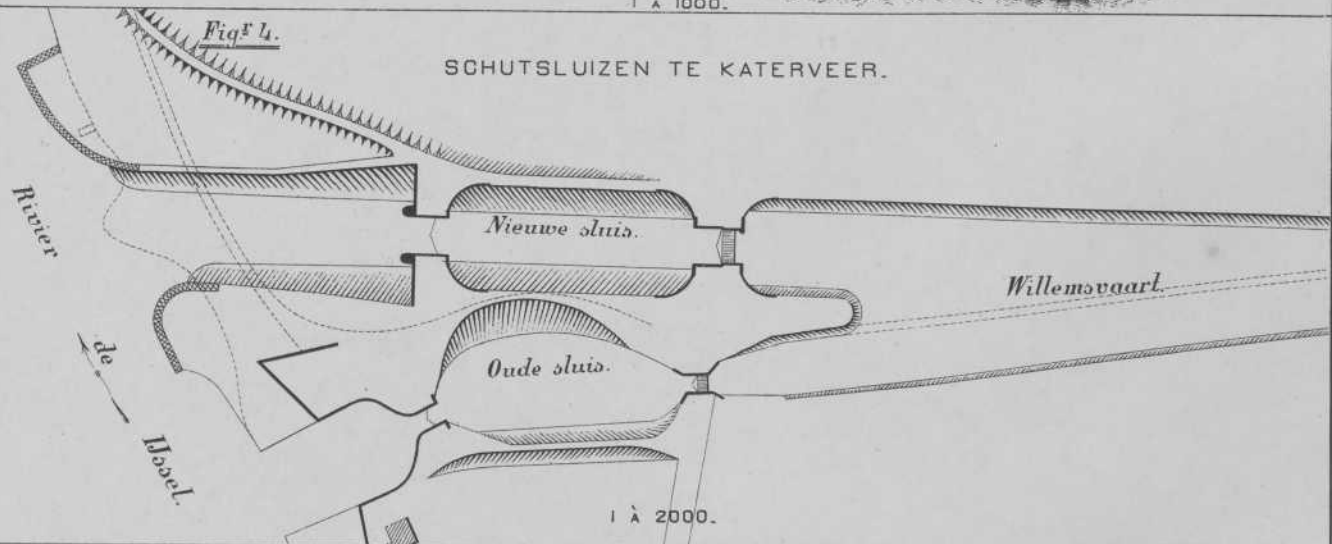 1 À 1000.
Figr 4.
SCHUTSLUIZEN TE KATERVEER.
Rivier
de
IJssel.
Nieuwe sluis.
Willemsvaart.
Oude sluis.
1 À 2000.